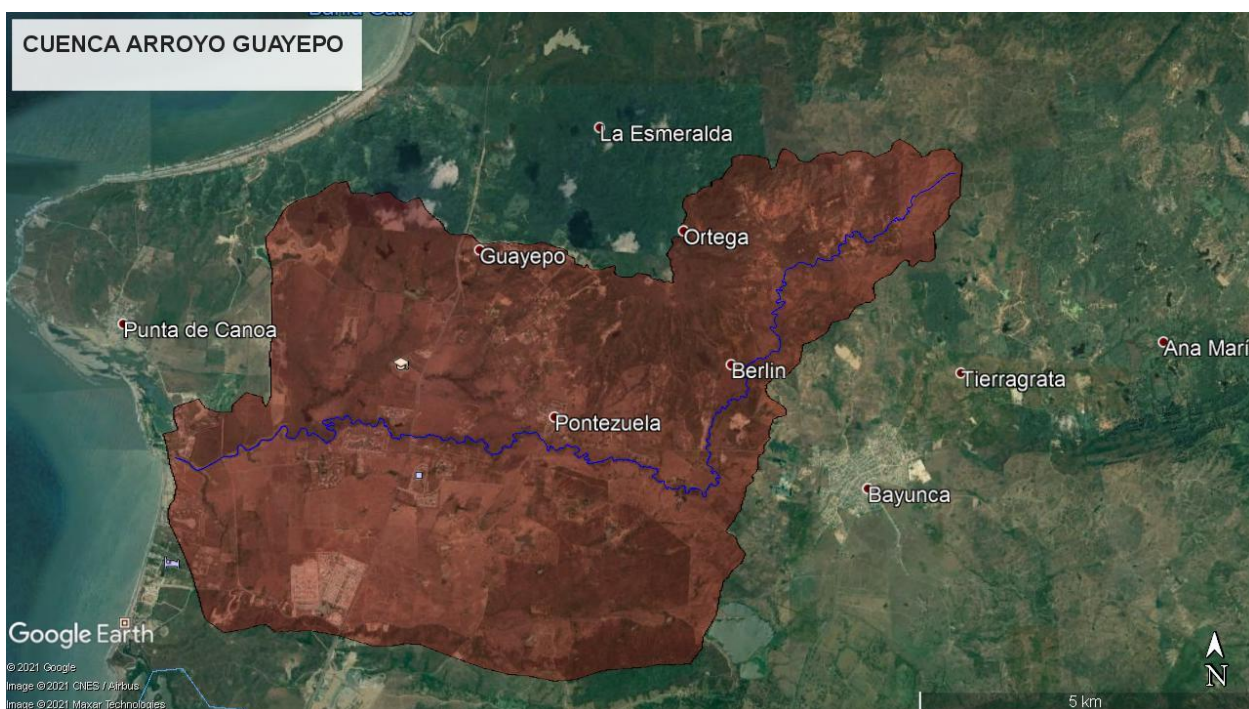 CUENCA ARROYO GUAYEPO
La Esmeralda
Ortega
Guayepo
Punta de Canoa
Ana Marí
Berlin
Tierragrata
Pontezuela
Bayunca
Google Earth
© 2021 Google
Image © 2021 CNES / Airbus
Image © 2021 Maxar Technologies
N
5 km